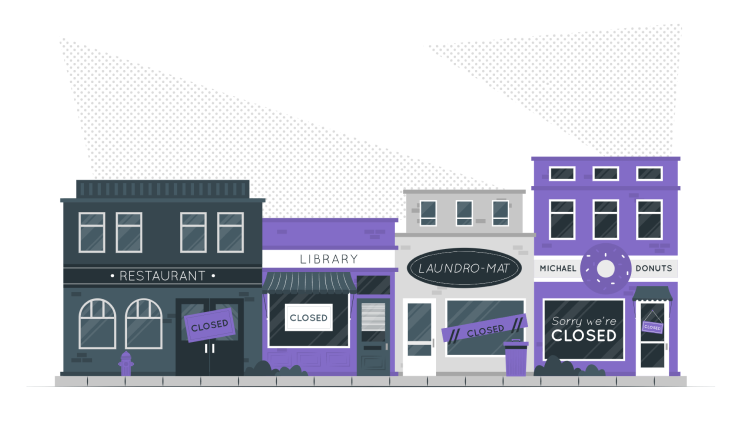 • RESTAURANT •
CLOSED
LIBRARY
CLOSED
LAUNDRO-MAT
CLOSED
MICHAEL DONUTS
Sorry we're
CLOSED
CLOSED